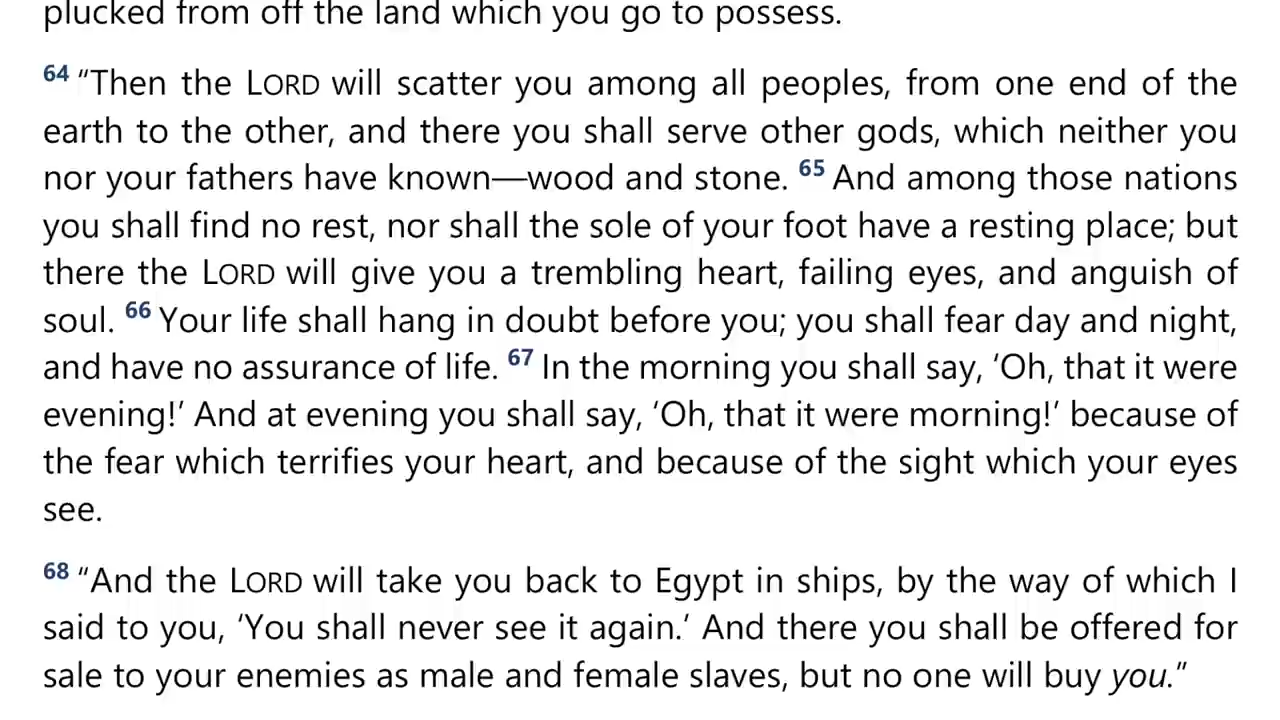 plucked from off the land which you go to possess.
64 “Then the LORD will scatter you among all peoples, from one end of the
earth to the other, and there you shall serve other gods, which neither you
nor your fathers have known—wood and stone. 65 And among those nations
you shall find no rest, nor shall the sole of your foot have a resting place; but
there the LORD will give you a trembling heart, failing eyes, and anguish of
soul. 66 Your life shall hang in doubt before you; you shall fear day and night,
and have no assurance of life. 67 In the morning you shall say, ‘Oh, that it were
evening!’ And at evening you shall say, ‘Oh, that it were morning!’ because of
the fear which terrifies your heart, and because of the sight which your eyes
see.
68 “And the LORD will take you back to Egypt in ships, by the way of which I
said to you, ‘You shall never see it again.’ And there you shall be offered for
sale to your enemies as male and female slaves, but no one will buy you.”